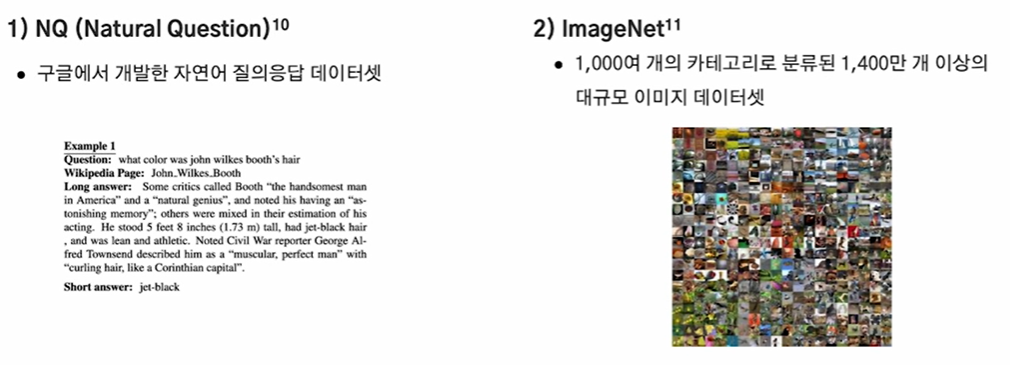 1) NQ (Natural Question)10
• 구글에서 개발한 자연어 질의응답 데이터셋
Example 1
Question: what color was john wilkes booth's hair
Wikipedia Page: John_Wilkes_Booth
Long answer: Some critics called Booth “the handsomest man
in America” and a “natural genius”, and noted his having an “as-
tonishing memory”; others were mixed in their estimation of his
acting. He stood 5 feet 8 inches (1.73 m) tall, had jet-black hair
, and was lean and athletic. Noted Civil War reporter George Al-
fred Townsend described him as a “muscular, perfect man” with
“curling hair, like a Corinthian capital”.
Short answer: jet-black
2) ImageNet11
• 1,000여 개의 카테고리로 분류된 1,400만 개 이상의
대규모 이미지 데이터셋